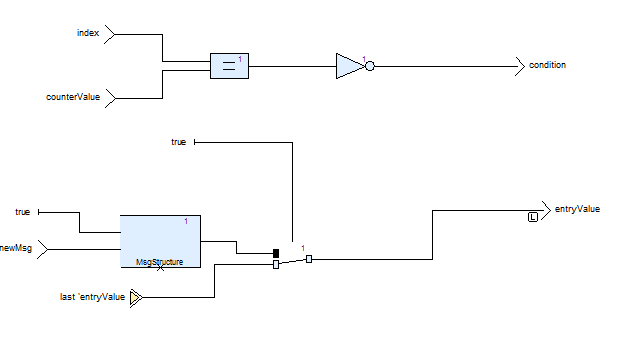 index
1
1
condition
counterValue
true
true
1
entryValue
L
newMsg
1
MsgStructure
last 'entryValue